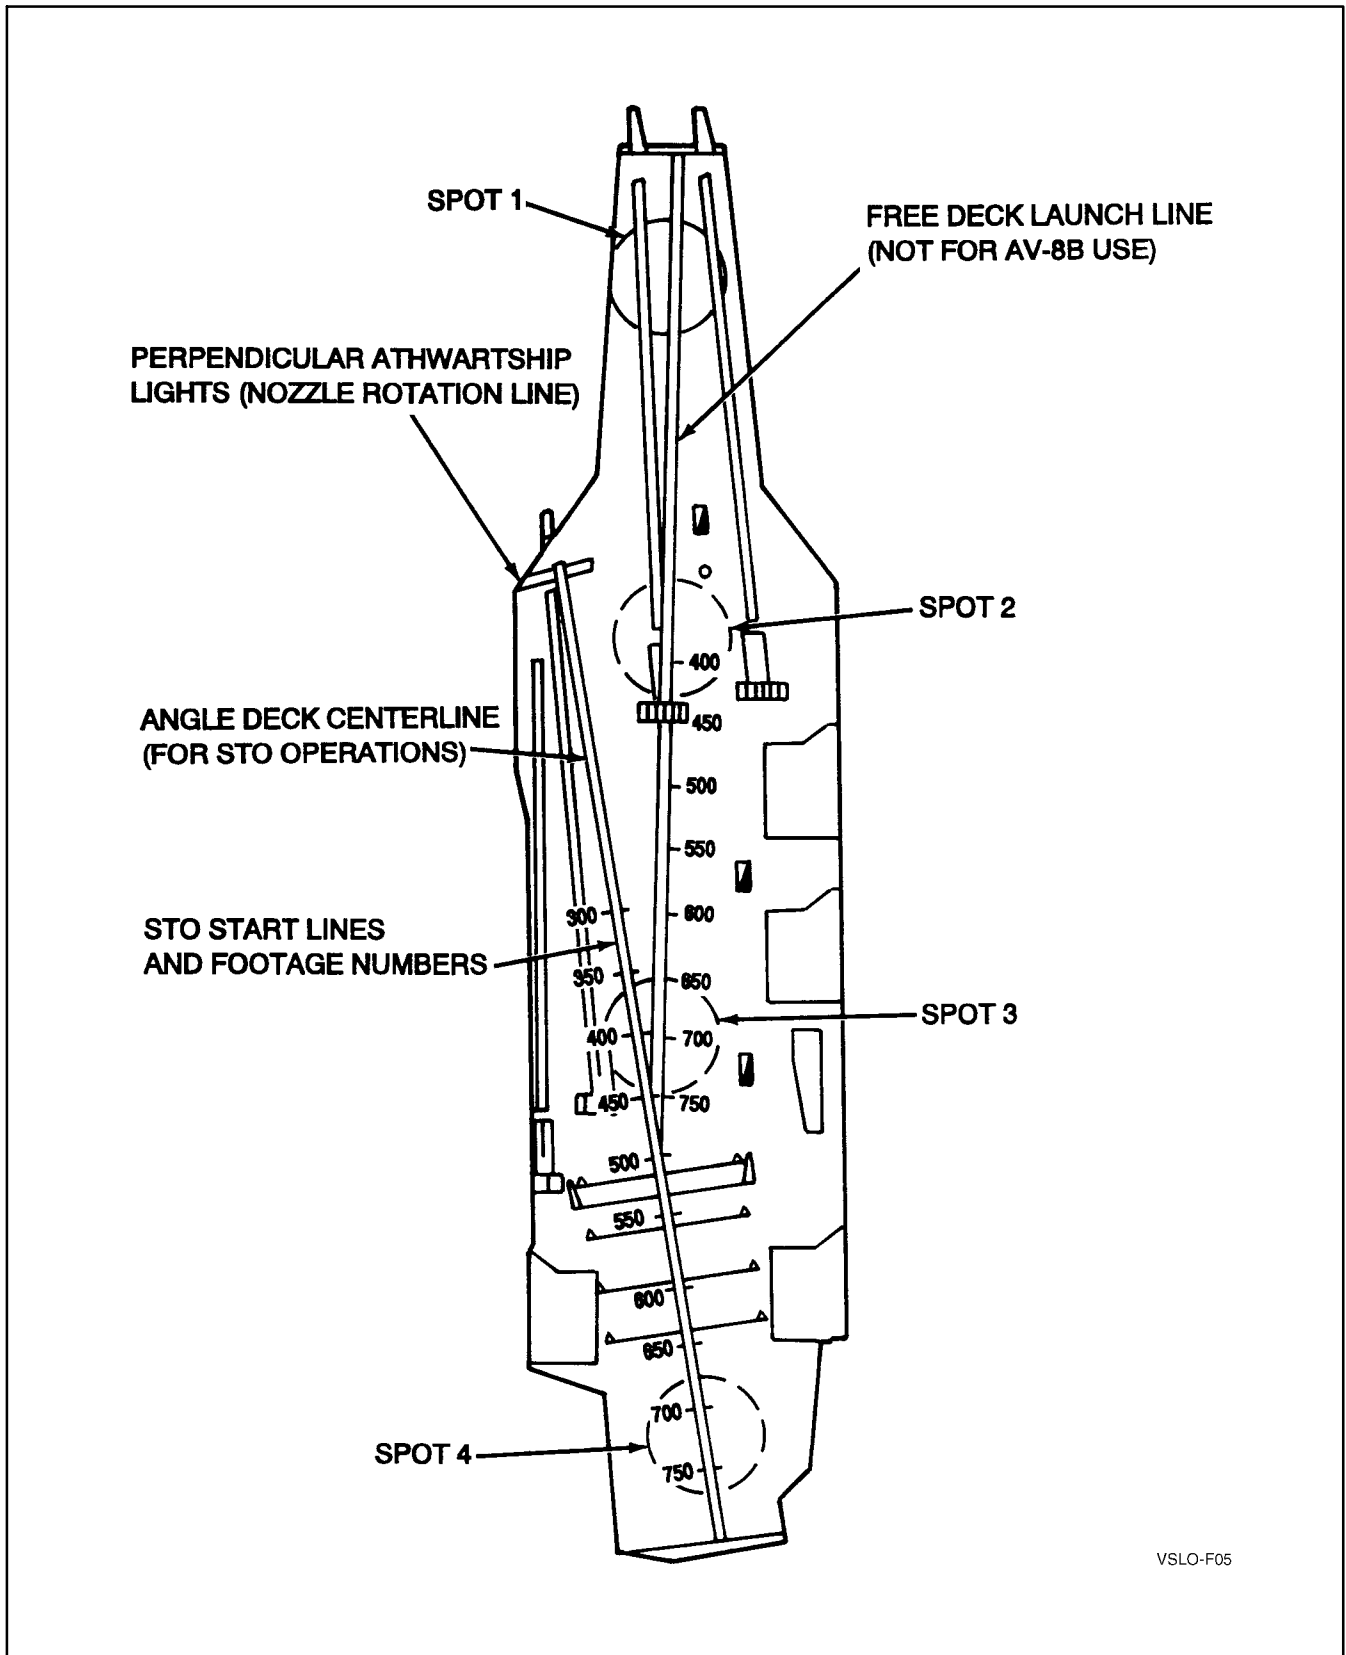 SPOT 1
FREE DECK LAUNCH LINE
(NOT FOR AV-8B USE)
PERPENDICULAR ATHWARTSHIP
LIGHTS (NOZZLE ROTATION LINE)
SPOT 2
400
ANGLE DECK CENTERLINE
(FOR STO OPERATIONS)
450
500
550
STO START LINES
AND FOOTAGE NUMBERS
300
600
350
650
SPOT 3
400
700
450
750
500
550
600
650
700
SPOT 4
750
VSLO-F05